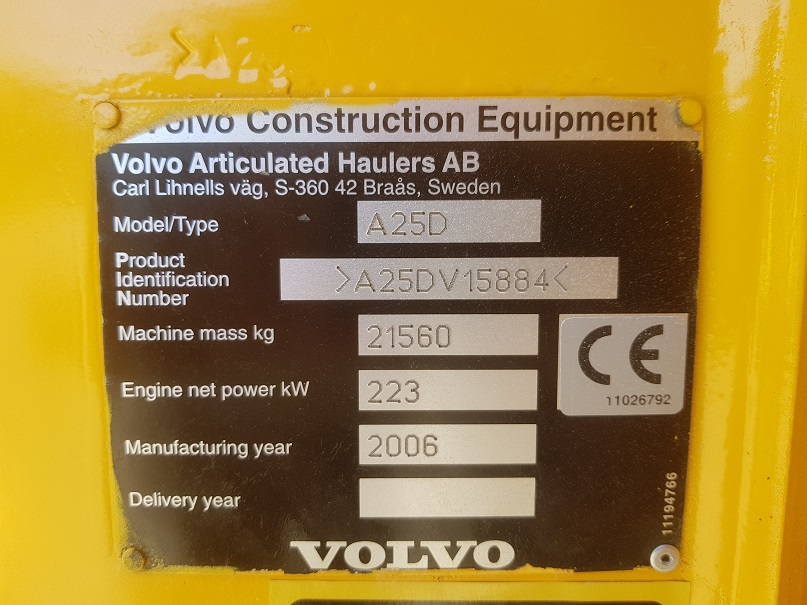 Volvo Construction Equipment
Volvo Articulated Haulers AB
Carl Lihnells väg, S-360 42 Braås, Sweden
Model/Type A25D
Product
Identification
Number >A25DV15884<
Machine mass kg 21560
CE
11026792
Engine net power kW 223
Manufacturing year 2006
Delivery year
11194766
VOLVO